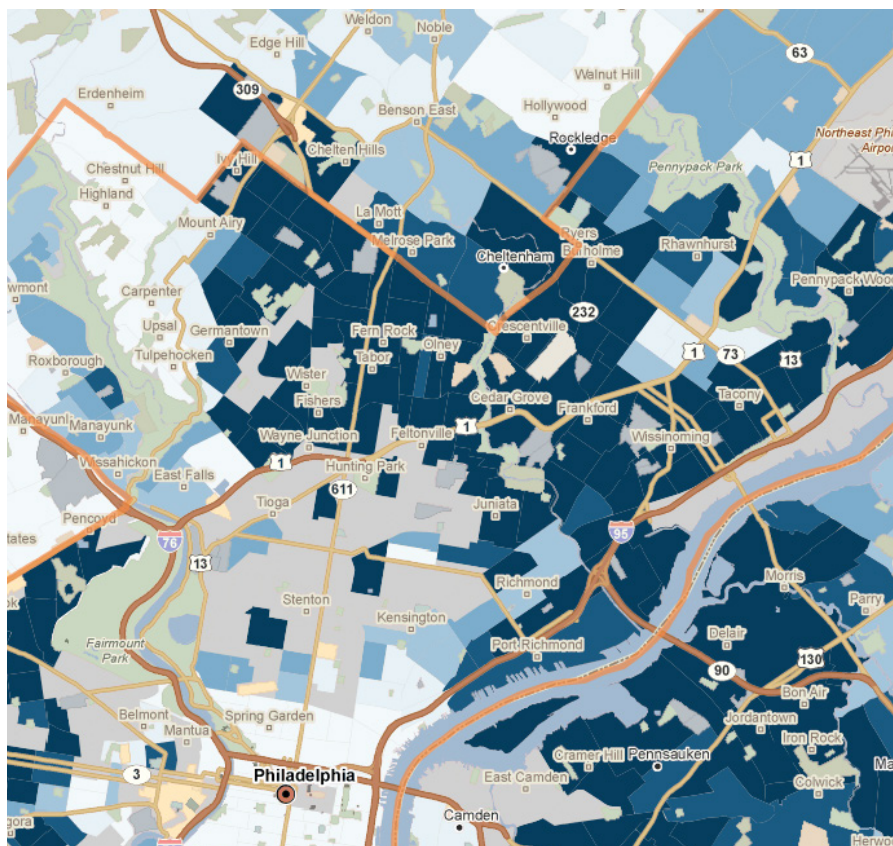 Weldon
Noble
Edge Hill
63
Walnut Hill
Erdenheim
309
Hollywood
Benson East
Northeast Phi
Airpo
Rockledge
Ivy Hill
Chelten Hills
1
Pennypack Park
Chestnut Hill
Highland
La Mott
Mount Airy
Ryers
Melrose Park
Burholme
Rhawnhurst
Cheltenham
Pennypack Wood
wmont
Carpenter
232
Upsal
Germantown
Fern Rock
Crescentville
Olney
Tulpehocken
Tabor
1
73
13
Roxborough
Wister
Fishers
Cedar Grove
Tacony
Frankford
Manayunl
Manayunk
Wayne Junction
Feltonville
1
Wissinoming
Wissahickon
1
East Falls
Hunting Park
611
Tioga
Juniata
Pencoyd
tates
76
95
13
Richmond
Morris
Stenton
Parry
Kensington
Delair
Fairmount
Park
Port Richmond
130
90
Bon Air
Belmont
Spring Garden
Jordantown
Mantua
Iron Rock
Cramer Hill
Pennsauken
Ma
3
Philadelphia
East Camden
Colwick
gora
Camden
Herwo